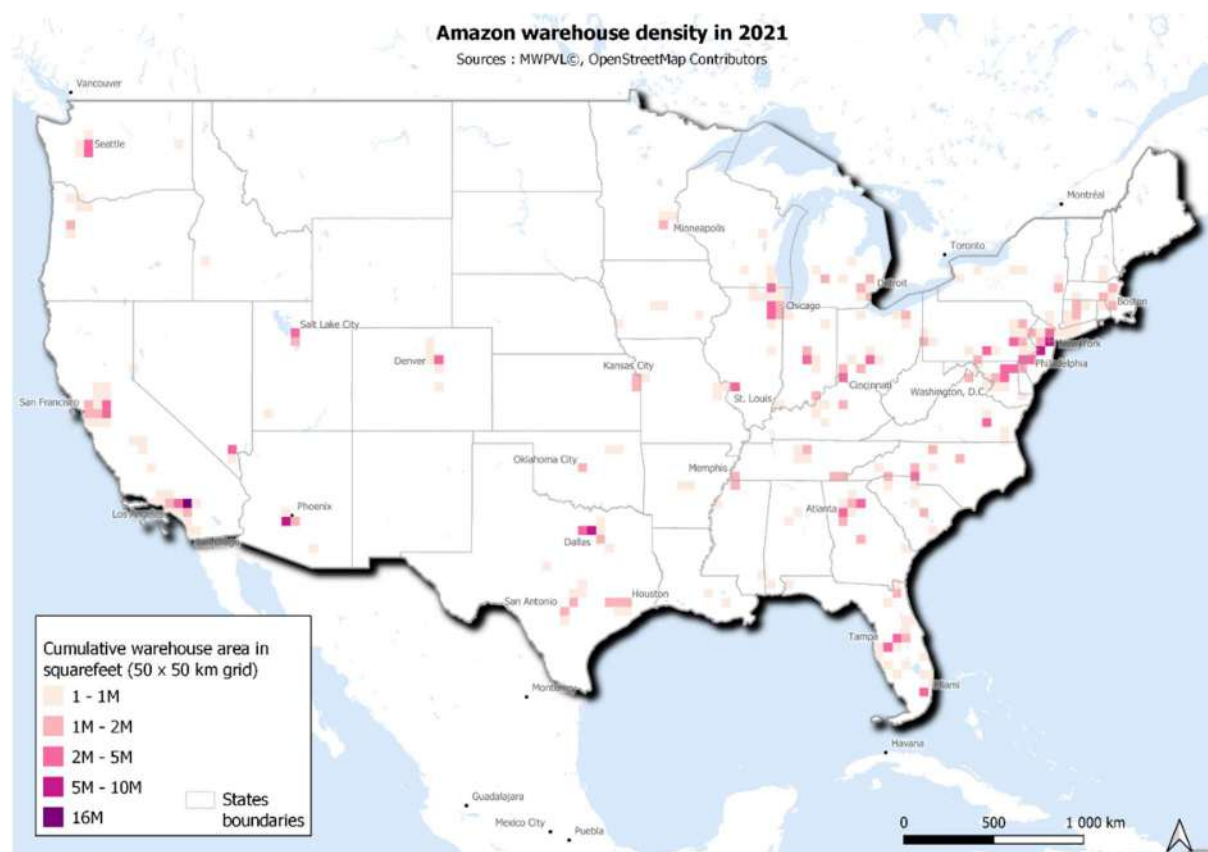 Amazon warehouse density in 2021
Sources : MWPVL©, OpenStreetMap Contributors
Vancouver
Seattle
Montréal
Minneapolis
Toronto
Detroit
Boston
Chicago
Salt Lake City
New York
Denver
Kansas City
Philadelphia
Cincinnati
San Francisco
St. Louis
Washington, D.C.
Oklahoma City
Memphis
Phoenix
Los Angeles
Atlanta
Dallas
San Antonio
Houston
Tampa
Miami
Monterrey
Havana
Guadalajara
Mexico City
Puebla
Cumulative warehouse area in
squarefeet (50 x 50 km grid)
1 - 1M
1M - 2M
2M - 5M
5M - 10M
16M
States
boundaries
0 500 1 000 km